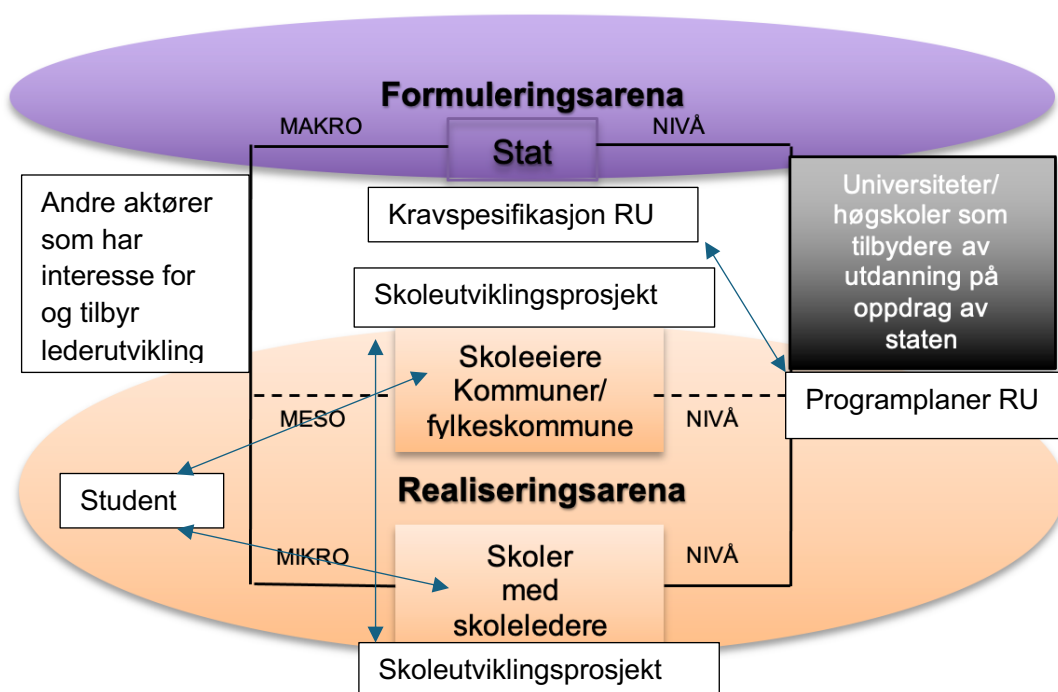 Formuleringsarena
MAKRO
NIVÅ
Stat
Andre aktører
som har
interesse for
og tilbyr
lederutvikling
Kravspesifikasjon RU
Universiteter/
høgskoler som
tilbydere av
utdanning på
oppdrag av
staten
Skoleutviklingsprosjekt
Skoleeiere
Kommuner/
fylkeskommune
MESO
NIVÅ
Programplaner RU
Realiseringsarena
Student
MIKRO
NIVÅ
Skoler
med
skoleledere
Skoleutviklingsprosjekt